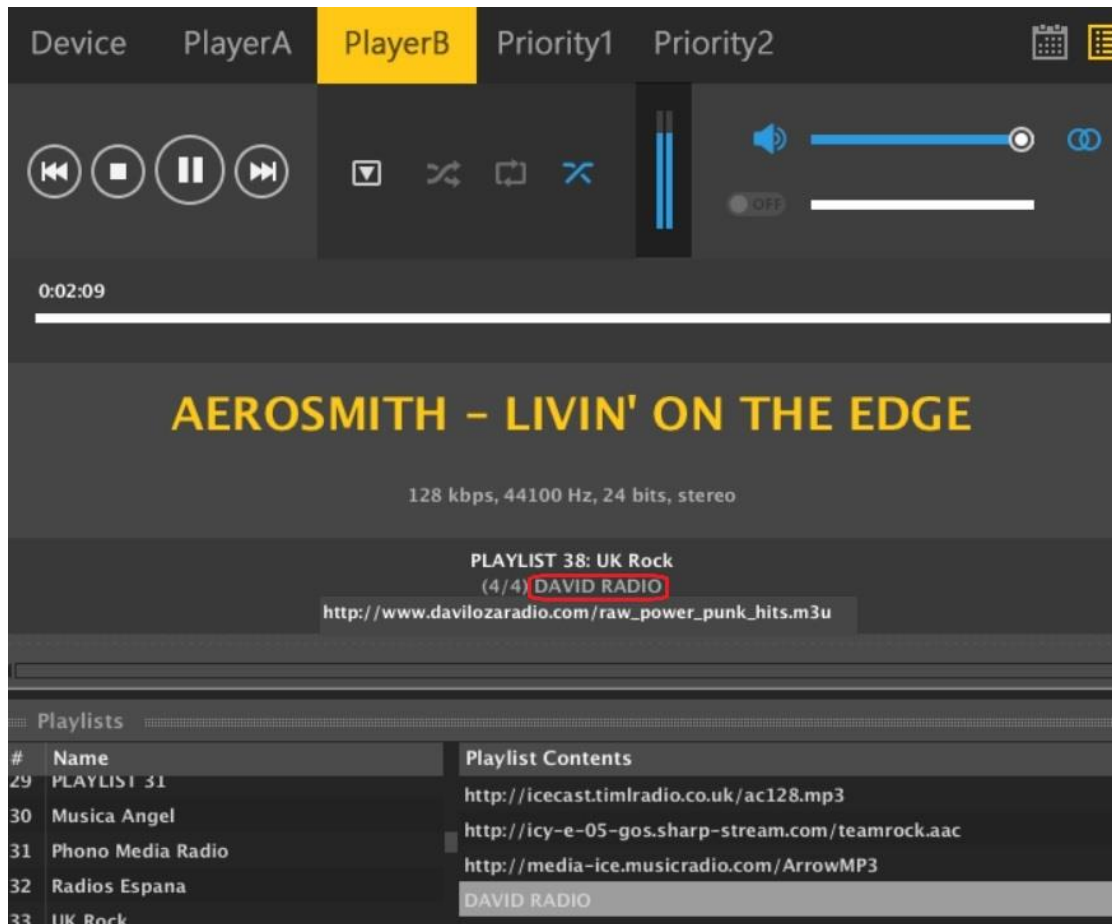 Device PlayerA PlayerB Priority1 Priority2
OFF
0:02:09
AEROSMITH - LIVIN' ON THE EDGE
128 kbps, 44100 Hz, 24 bits, stereo
PLAYLIST 38: UK Rock
(4/4) DAVID RADIO
http://www.davilozaradio.com/raw_power_punk_hits.m3u
Playlists
# Name Playlist Contents
29 PLAYLIST 31
http://icecast.timlradio.co.uk/ac128.mp3
30 Musica Angel
http://icy-e-05-gos.sharp-stream.com/teamrock.aac
31 Phono Media Radio
http://media-ice.musicradio.com/ArrowMP3
32 Radios Espana
DAVID RADIO
33 UK Rock